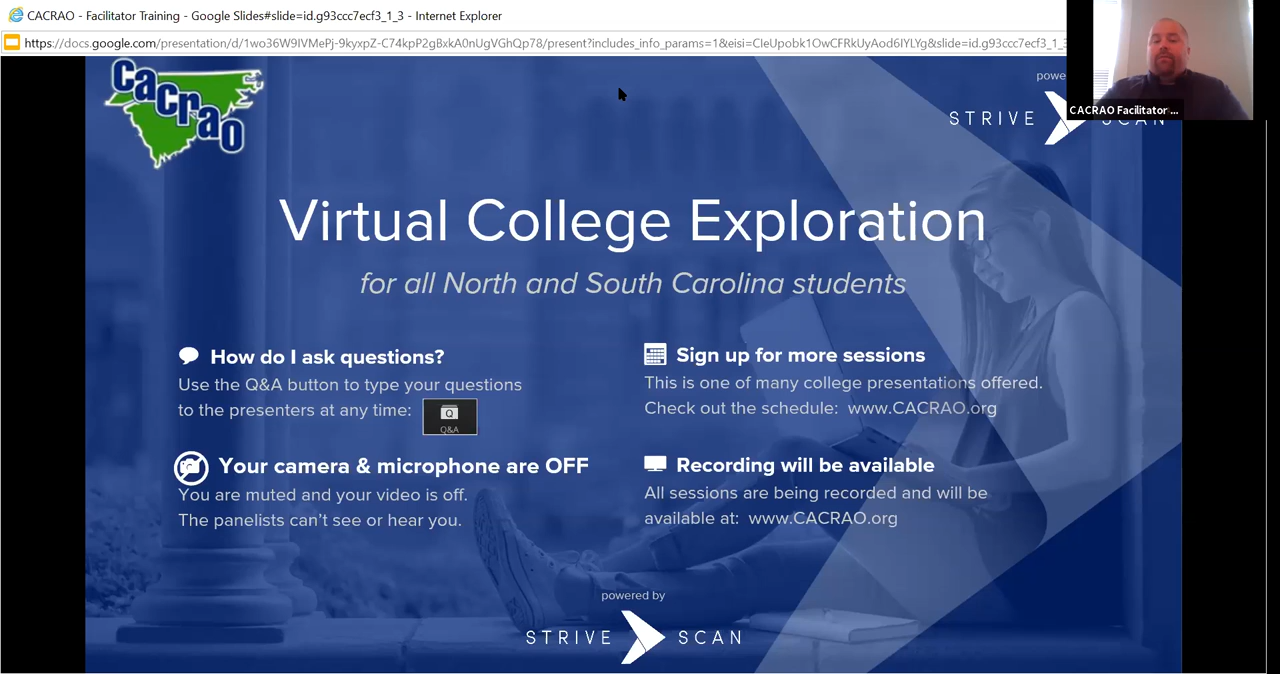 CACRAO - Facilitator Training - Google Slides#slide=id.g93ccc7ecf3_1_3 - Internet Explorer
https://docs.google.com/presentation/d/1wo36W9IVMePj-9kyxpZ-C74kpP2gBxkA0nUgVGhQp78/present?includes_info_params=1&eisi=CIeUpobk1OwCFRkUyAod6IYLYg&slide=id.g93ccc7ecf3_1_3
CACRAO Facilitator ...
CaCraO
STRIVE SCAN
Virtual College Exploration
for all North and South Carolina students
How do I ask questions?
Use the Q&A button to type your questions
to the presenters at any time:
Q
Q&A
Your camera & microphone are OFF
You are muted and your video is off.
The panelists can't see or hear you.
Sign up for more sessions
This is one of many college presentations offered.
Check out the schedule: www.CACRAO.org
Recording will be available
All sessions are being recorded and will be
available at: www.CACRAO.org
powered by
STRIVE SCAN